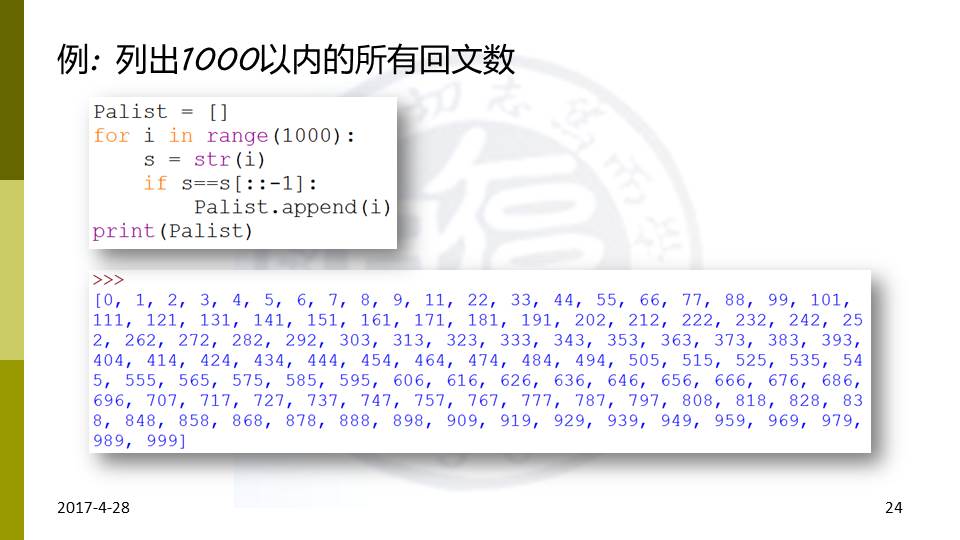 例: 列出1000以内的所有回文数
Palist = []
for i in range(1000):
    s = str(i)
    if s==s[::-1]:
        Palist.append(i)
print(Palist)
>>>
[0, 1, 2, 3, 4, 5, 6, 7, 8, 9, 11, 22, 33, 44, 55, 66, 77, 88, 99, 101,
111, 121, 131, 141, 151, 161, 171, 181, 191, 202, 212, 222, 232, 242, 25
2, 262, 272, 282, 292, 303, 313, 323, 333, 343, 353, 363, 373, 383, 393,
404, 414, 424, 434, 444, 454, 464, 474, 484, 494, 505, 515, 525, 535, 54
5, 555, 565, 575, 585, 595, 606, 616, 626, 636, 646, 656, 666, 676, 686,
696, 707, 717, 727, 737, 747, 757, 767, 777, 787, 797, 808, 818, 828, 83
8, 848, 858, 868, 878, 888, 898, 909, 919, 929, 939, 949, 959, 969, 979,
989, 999]
2017-4-28
24